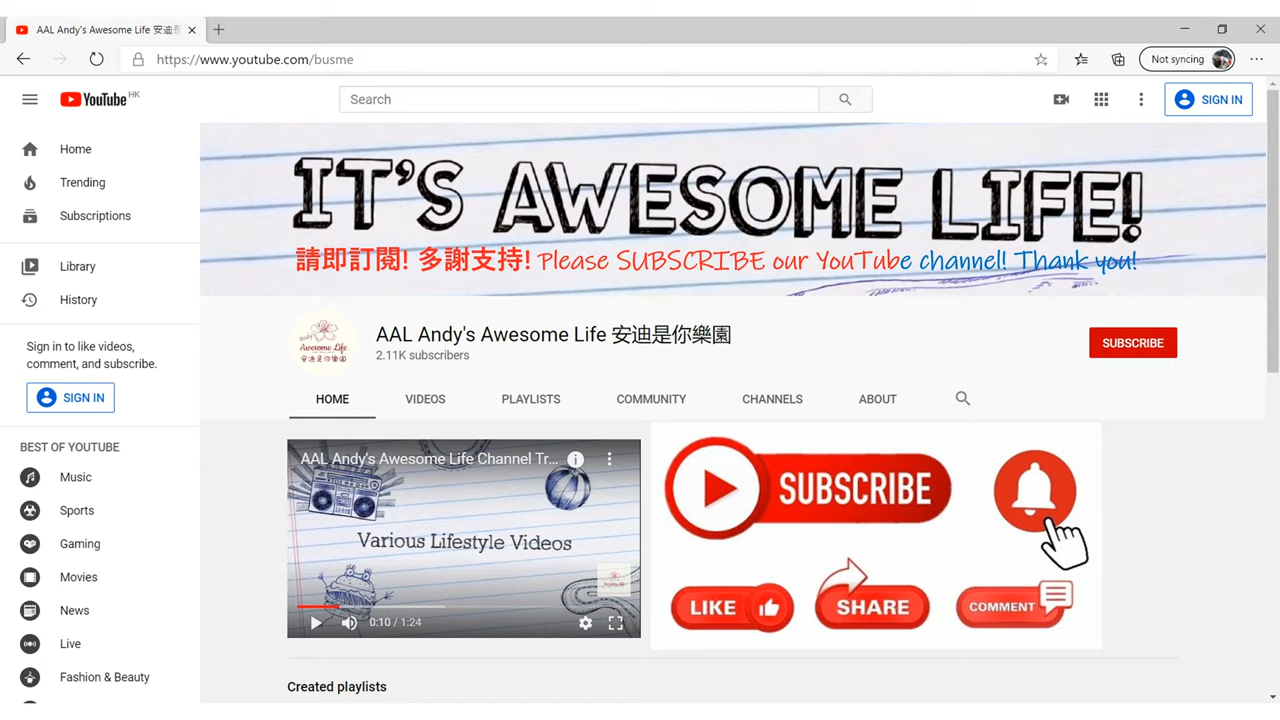 AAL Andy's Awesome Life 安迪是
https://www.youtube.com/busme
Not syncing
YouTube HK
Search
SIGN IN
Home
Trending
Subscriptions
Library
History
Sign in to like videos,
comment, and subscribe.
SIGN IN
BEST OF YOUTUBE
Music
Sports
Gaming
Movies
News
Live
Fashion & Beauty
IT'S AWESOME LIFE!
請即訂閱! 多謝支持! Please SUBSCRIBE our YouTube channel! Thank you!
Andy's
Awesome Life
安迪是你樂園
AAL Andy's Awesome Life 安迪是你樂園
2.11K subscribers
SUBSCRIBE
HOME VIDEOS PLAYLISTS COMMUNITY CHANNELS ABOUT
AAL Andy's Awesome Life Channel Tr...
Various Lifestyle Videos
0:10 / 1:24
SUBSCRIBE
LIKE SHARE COMMENT
Created playlists